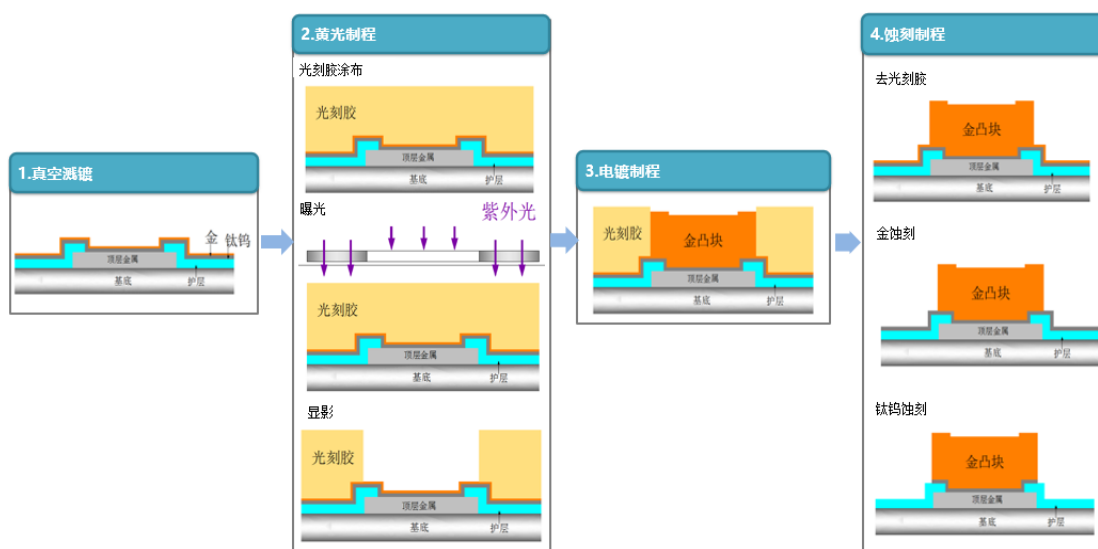 1.真空溅镀
金
钛钨
顶层金属
基底
护层
2.黄光制程
光刻胶涂布
光刻胶
顶层金属
基底
护层
曝光
紫外光
光刻胶
顶层金属
基底
护层
显影
光刻胶
顶层金属
基底
护层
3.电镀制程
光刻胶
金凸块
顶层金属
基底
护层
4.蚀刻制程
去光刻胶
金凸块
顶层金属
基底
护层
金蚀刻
金凸块
顶层金属
基底
护层
钛钨蚀刻
金凸块
顶层金属
基底
护层